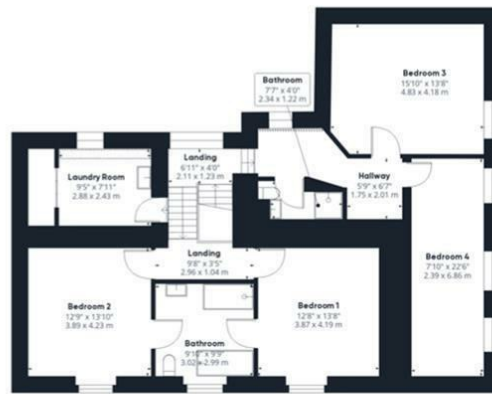 Bathroom
7'7" x 4'0"
2.34 x 1.22 m
Bedroom 3
15'10" x 13'8"
4.83 x 4.18 m
Landing
6'11" x 4'0"
2.11 x 1.23 m
Laundry Room
9'5" x 7'11"
2.88 x 2.43 m
Hallway
5'9" x 6'7"
1.75 x 2.01 m
Landing
9'8" x 3'5"
2.96 x 1.04 m
Bedroom 4
7'10" x 22'6"
2.39 x 6.86 m
Bedroom 2
12'9" x 13'10"
3.89 x 4.23 m
Bedroom 1
12'8" x 13'8"
3.87 x 4.19 m
Bathroom
x 9'9"
3.02 x 2.99 m